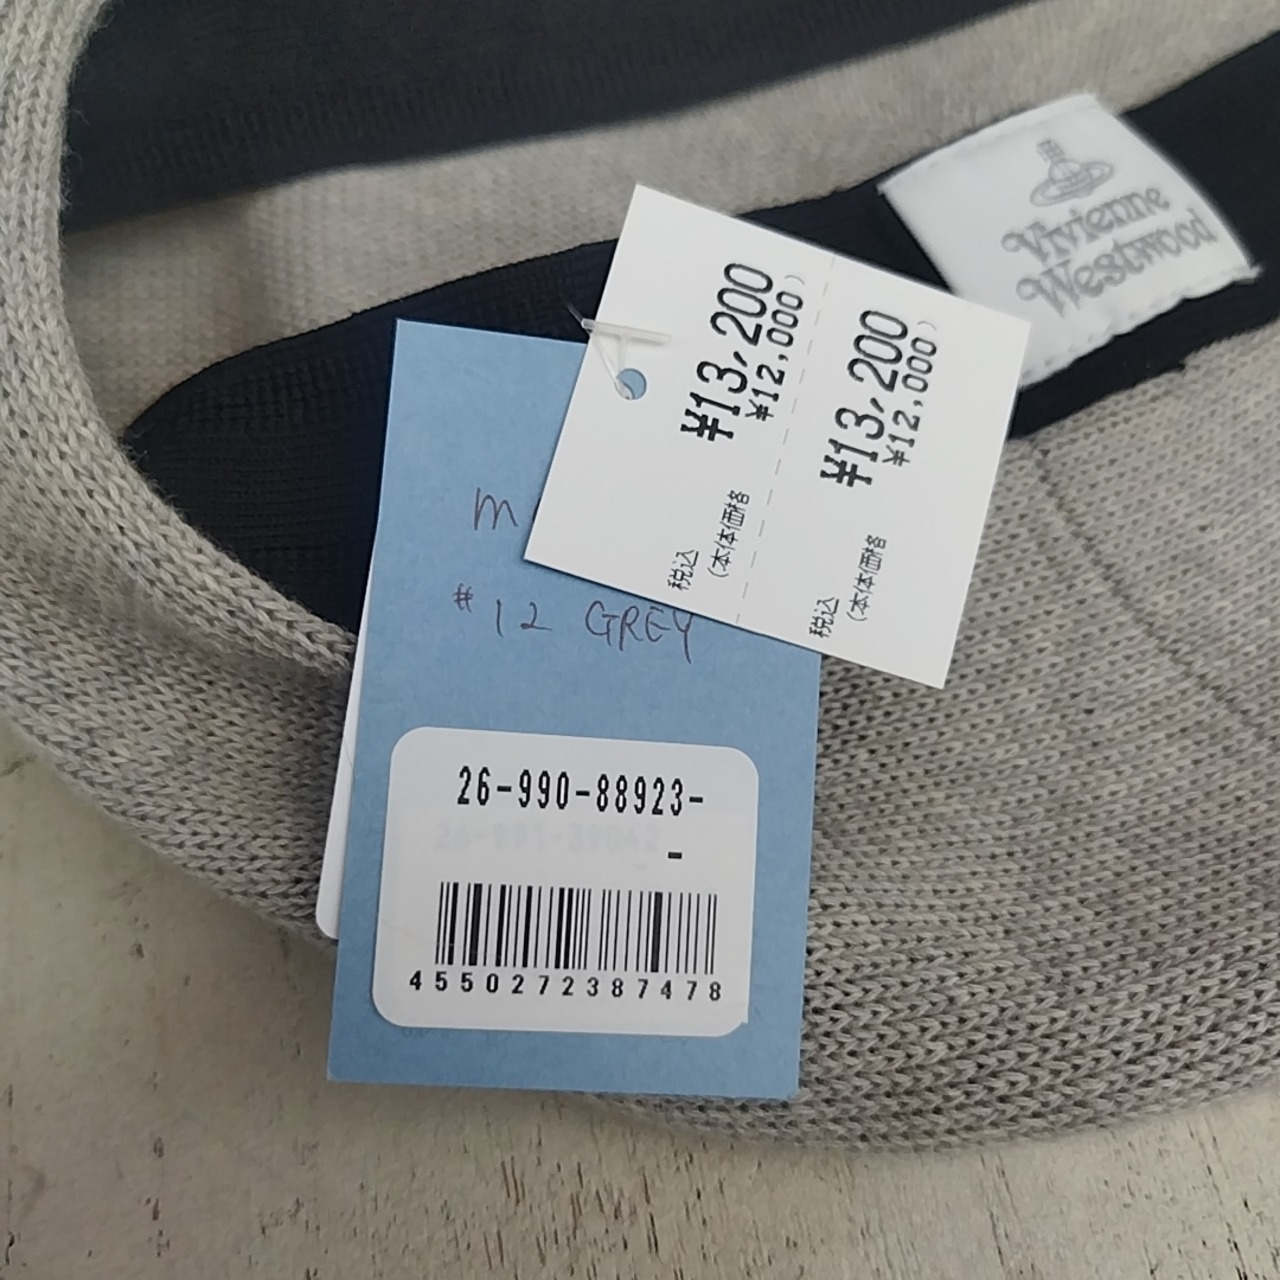 Vivienne
Westwood
税込 ¥13,200
(本体価格 ¥12,000)
税込 ¥13,200
(本体価格 ¥12,000)
#12 GREY
26-990-88923-
-
4550272387478